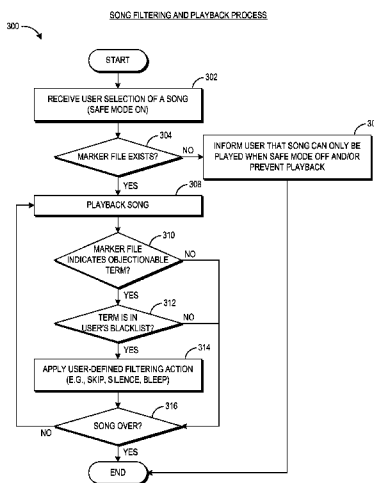 SONG FILTERING AND PLAYBACK PROCESS
300
START
302
RECEIVE USER SELECTION OF A SONG
(SAFE MODE ON)
304
MARKER FILE EXISTS?
NO
INFORM USER THAT SONG CAN ONLY BE
PLAYED WHEN SAFE MODE OFF AND/OR
PREVENT PLAYBACK
YES
308
PLAYBACK SONG
310
MARKER FILE
INDICATES OBJECTIONABLE
TERM?
NO
YES
312
TERM IS IN
USER'S BLACKLIST?
NO
YES
314
APPLY USER-DEFINED FILTERING ACTION
(E.G., SKIP, SILENCE, BLEEP)
316
SONG OVER?
NO
YES
END